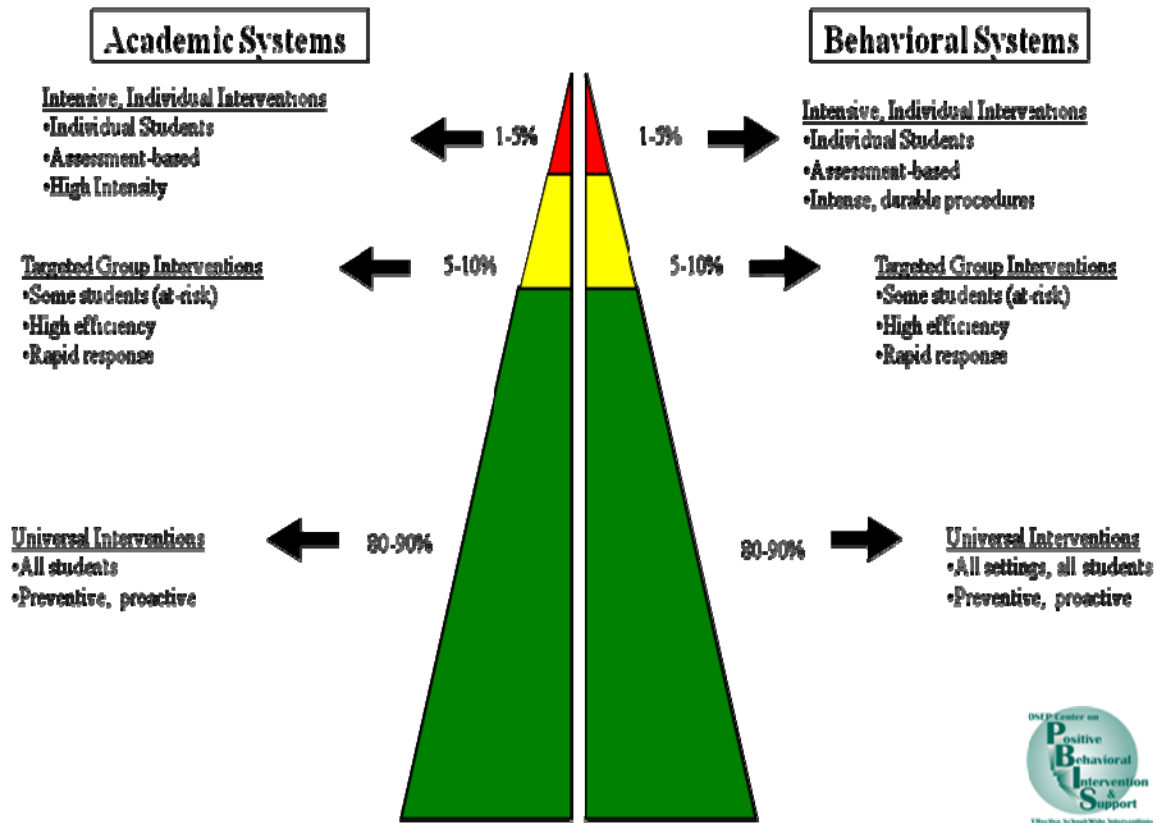 Academic Systems
Behavioral Systems
Intensive, Individual Interventions
•Individual Students
•Assessment-based
•High Intensity
1-5%
1-5%
Intensive, Individual Interventions
•Individual Students
•Assessment-based
•Intense, durable procedures
Targeted Group Interventions
•Some students (at-risk)
•High efficiency
•Rapid response
5-10%
5-10%
Targeted Group Interventions
•Some students (at-risk)
•High efficiency
•Rapid response
Universal Interventions
•All students
•Preventive, proactive
80-90%
80-90%
Universal Interventions
•All settings, all students
•Preventive, proactive
OSEP Center on
Positive
Behavioral
Intervention
&
Support
Effective School-Wide Interventions